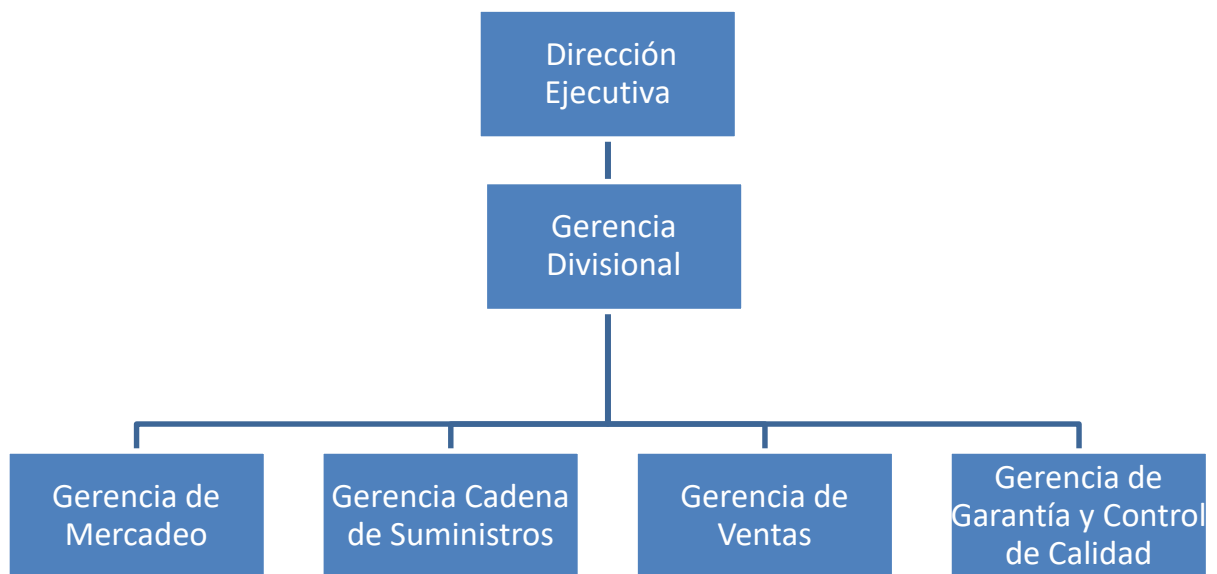 Dirección
Ejecutiva
Gerencia
Divisional
Gerencia de
Mercadeo
Gerencia Cadena
de Suministros
Gerencia de
Ventas
Gerencia de
Garantía y Control
de Calidad